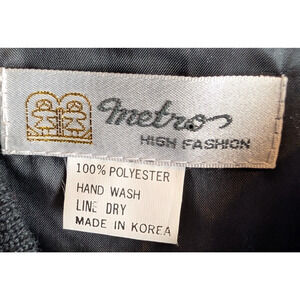 metro
HIGH FASHION
100% POLYESTER
HAND WASH
LINE DRY
MADE IN KOREA